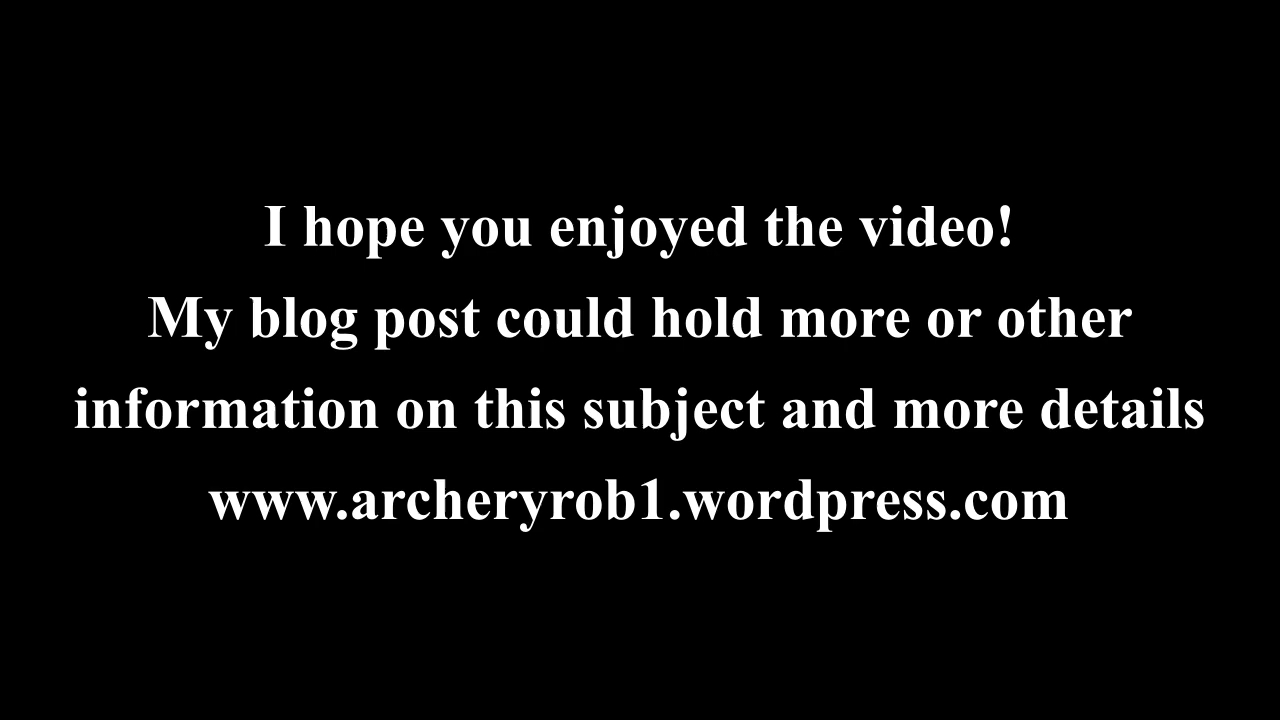 I hope you enjoyed the video!
My blog post could hold more or other
information on this subject and more details
www.archeryrob1.wordpress.com